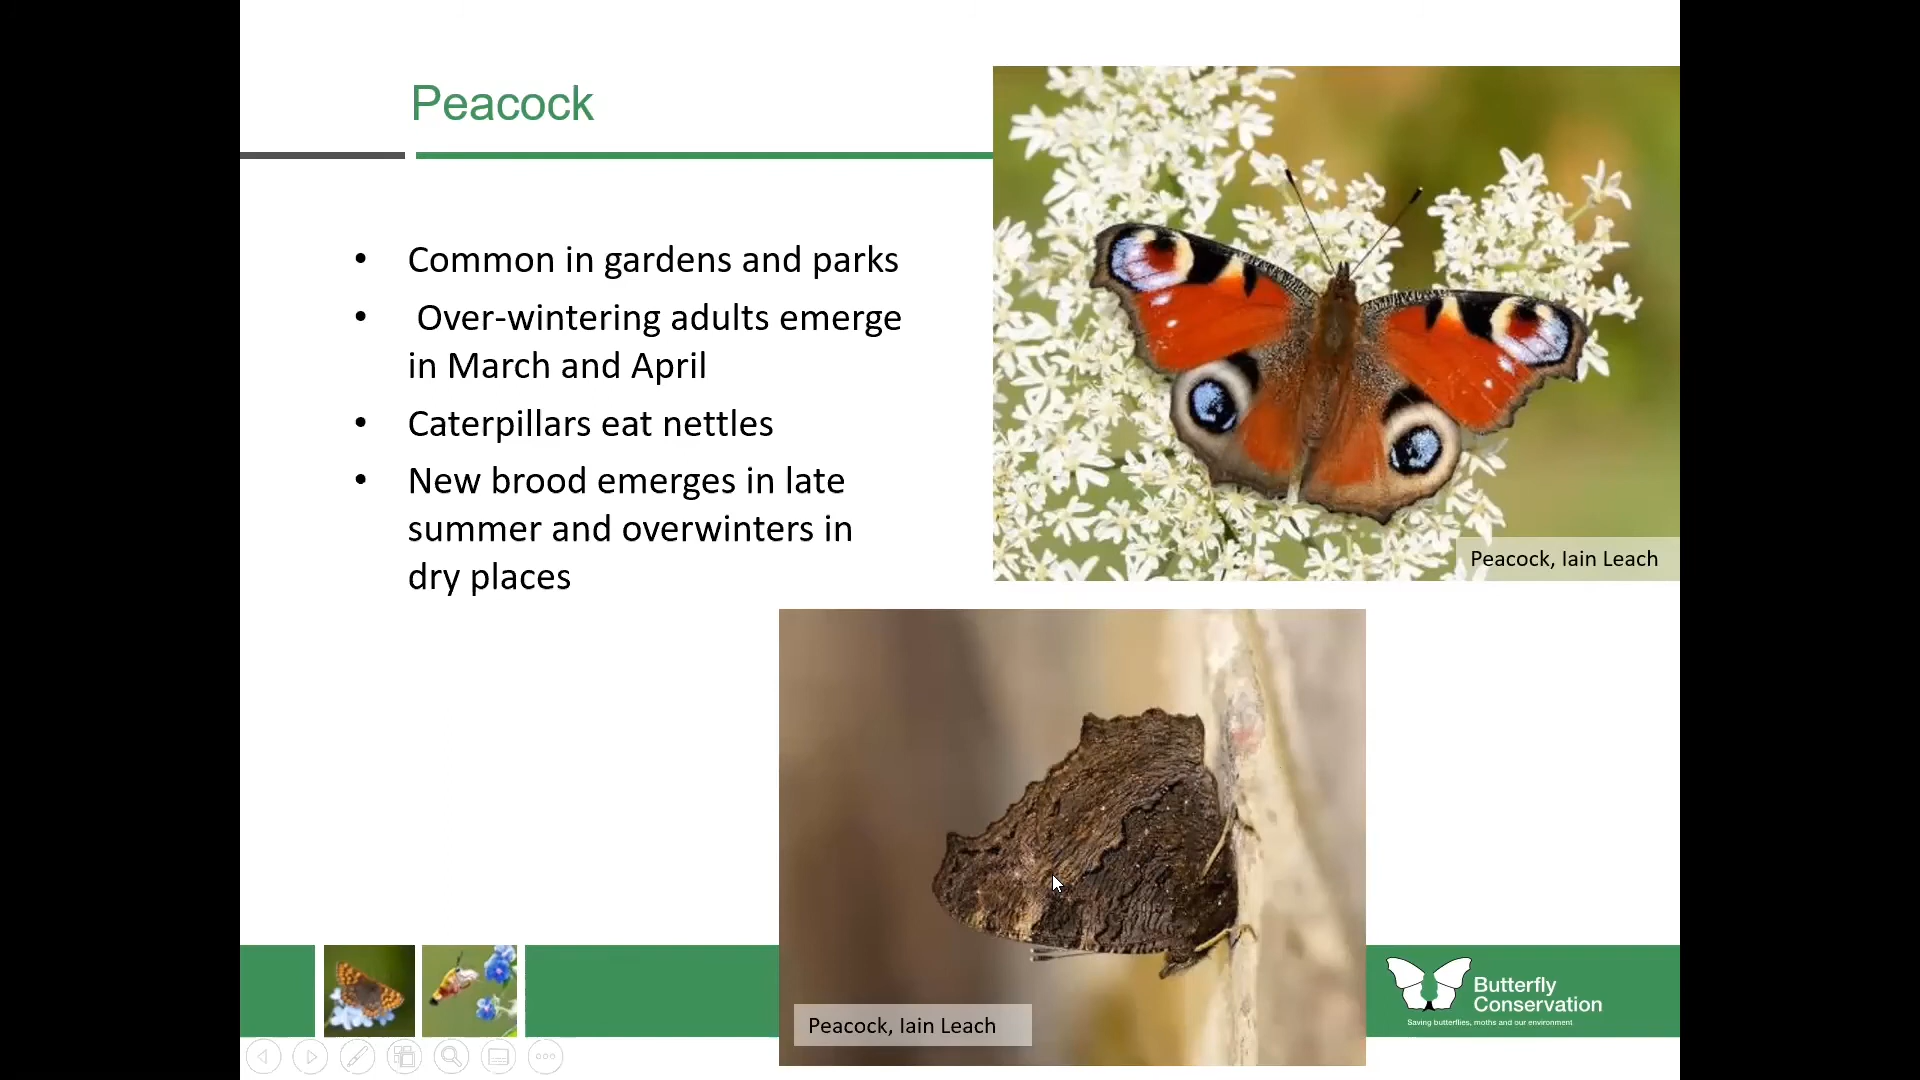 Peacock
• Common in gardens and parks
• Over-wintering adults emerge
in March and April
• Caterpillars eat nettles
• New brood emerges in late
summer and overwinters in
dry places
Peacock, Iain Leach
Peacock, Iain Leach
Butterfly
Conservation
Saving butterflies, moths and our environment